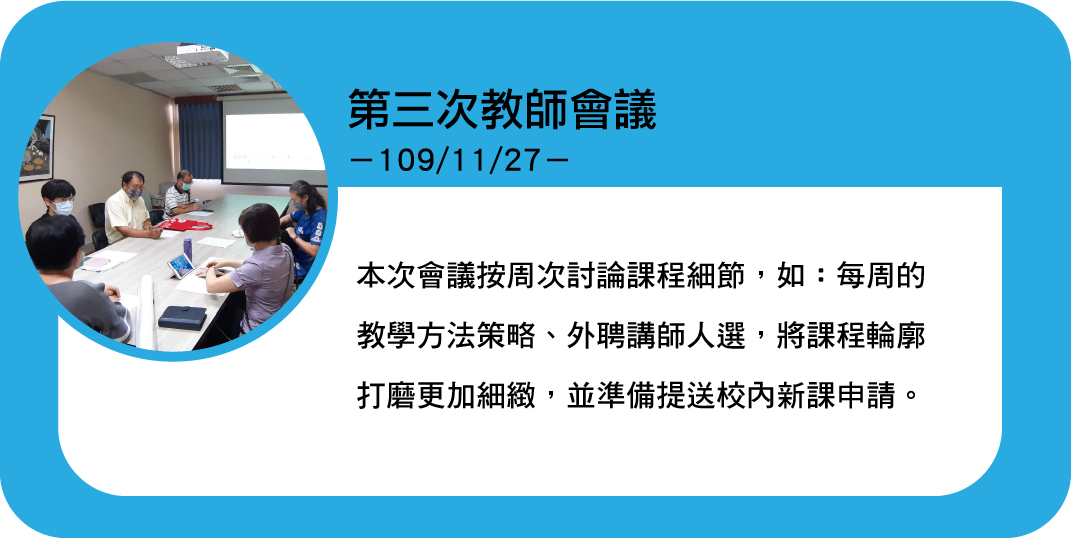 第三次教師會議
－109/11/27－
本次會議按周次討論課程細節，如：每周的
教學方法策略、外聘講師人選，將課程輪廓
打磨更加細緻，並準備提送校內新課申請。